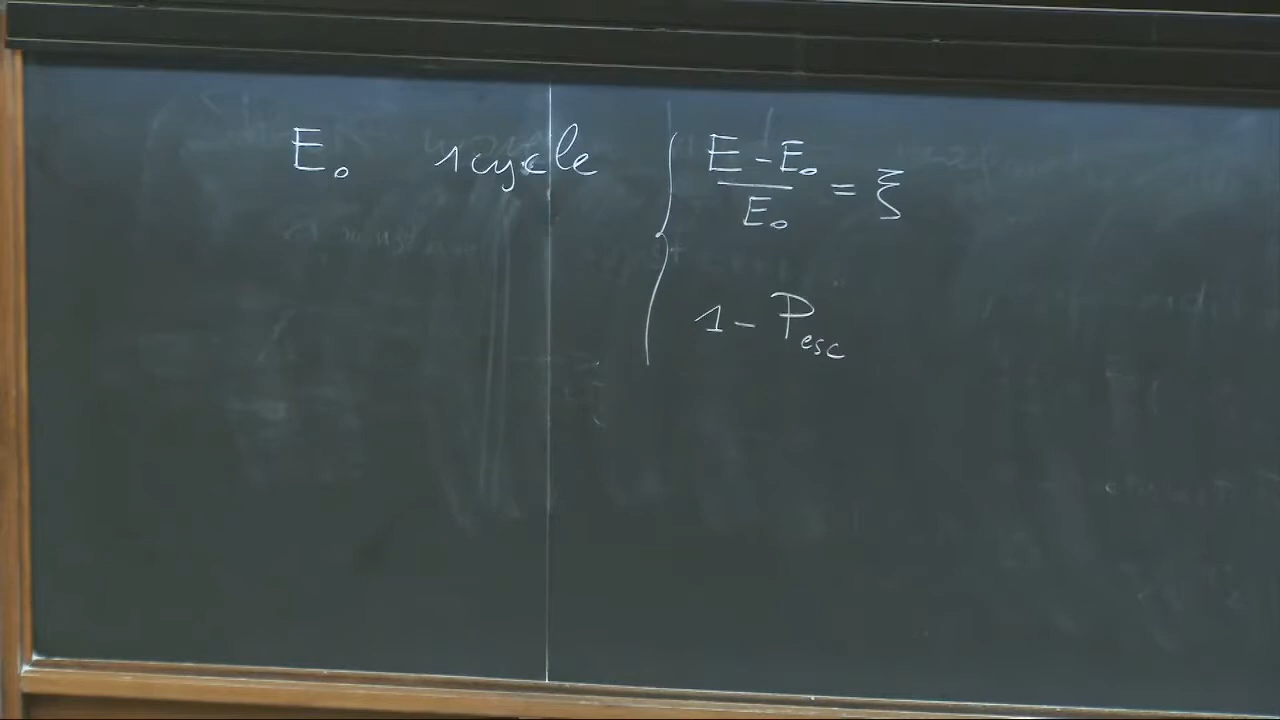 E₀ 1 cycle { (E - E₀)/E₀ = ξ
1 - P_esc